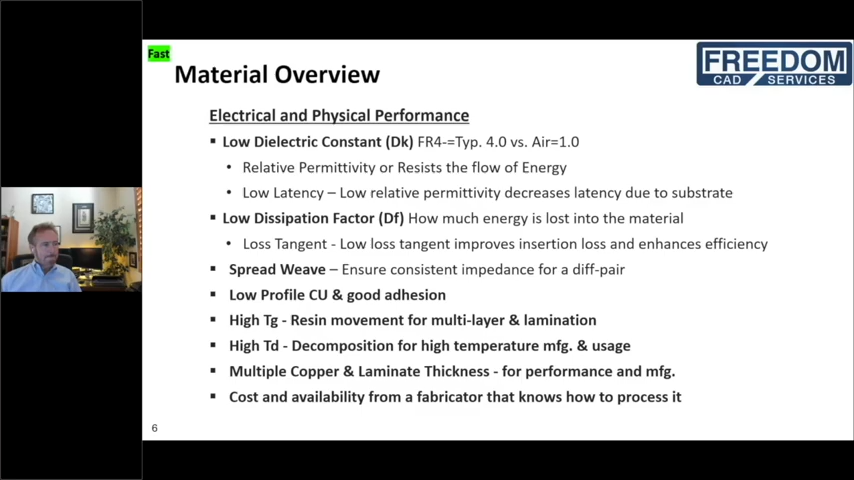 Fast
Material Overview
FREEDOM
CAD SERVICES
Electrical and Physical Performance
▪ Low Dielectric Constant (Dk) FR4-=Typ. 4.0 vs. Air=1.0
• Relative Permittivity or Resists the flow of Energy
• Low Latency – Low relative permittivity decreases latency due to substrate
▪ Low Dissipation Factor (Df) How much energy is lost into the material
• Loss Tangent - Low loss tangent improves insertion loss and enhances efficiency
▪ Spread Weave – Ensure consistent impedance for a diff-pair
▪ Low Profile CU & good adhesion
▪ High Tg - Resin movement for multi-layer & lamination
▪ High Td - Decomposition for high temperature mfg. & usage
▪ Multiple Copper & Laminate Thickness - for performance and mfg.
▪ Cost and availability from a fabricator that knows how to process it
6